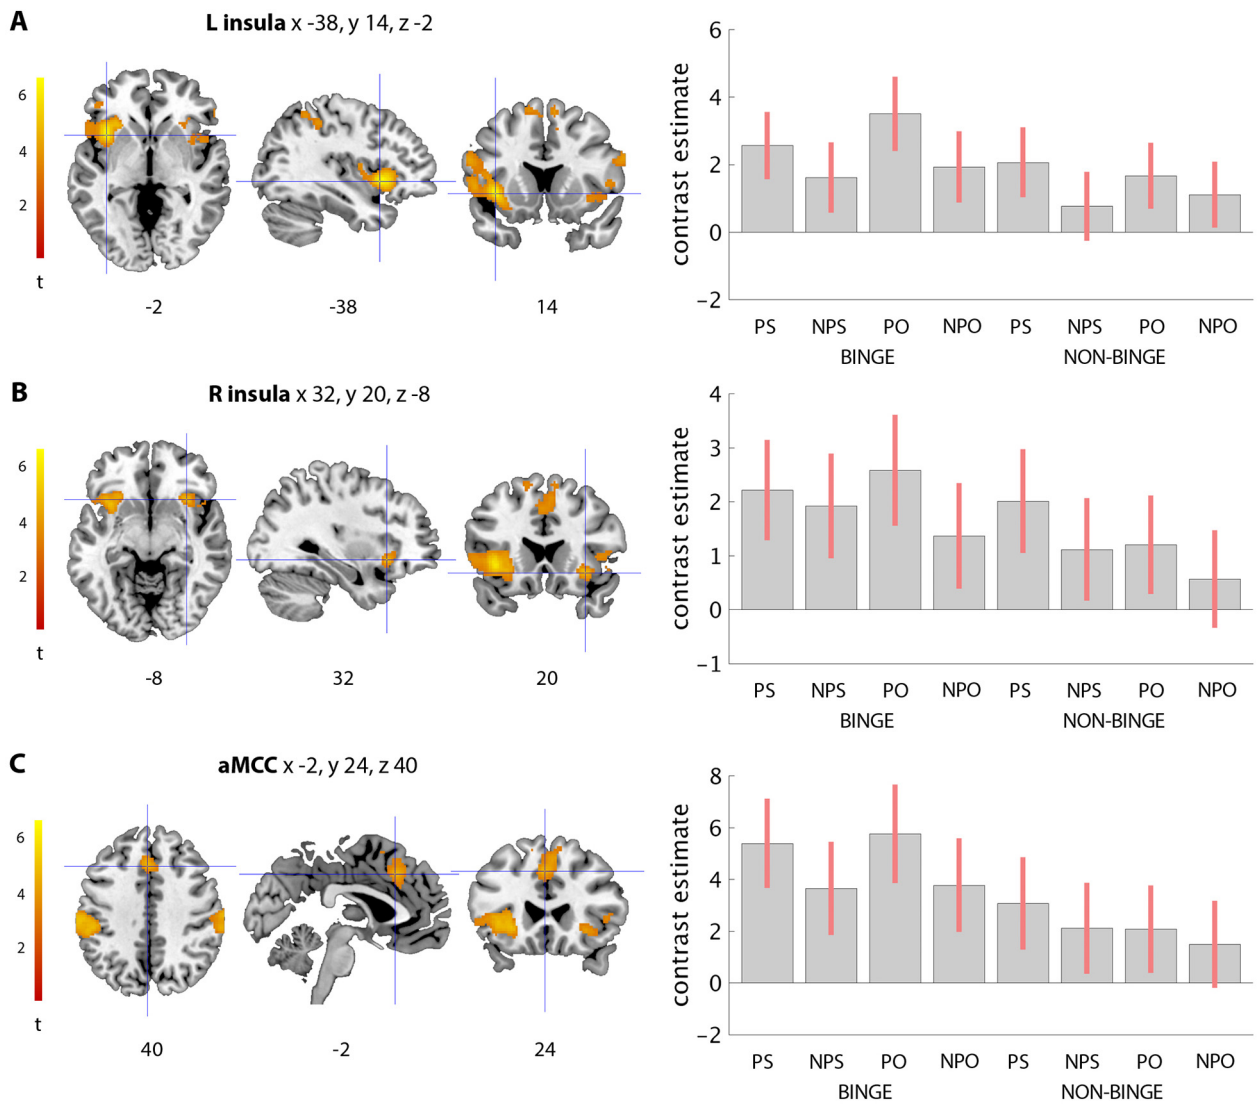 A
L insula x -38, y 14, z -2
6
4
2
t
-2
-38
14
contrast estimate
6
4
2
0
−2
PS NPS PO NPO PS NPS PO NPO
BINGE NON-BINGE
B
R insula x 32, y 20, z -8
6
4
2
t
-8
32
20
contrast estimate
4
3
2
1
0
−1
PS NPS PO NPO PS NPS PO NPO
BINGE NON-BINGE
C
aMCC x -2, y 24, z 40
6
4
2
t
40
-2
24
contrast estimate
8
6
4
2
0
−2
PS NPS PO NPO PS NPS PO NPO
BINGE NON-BINGE